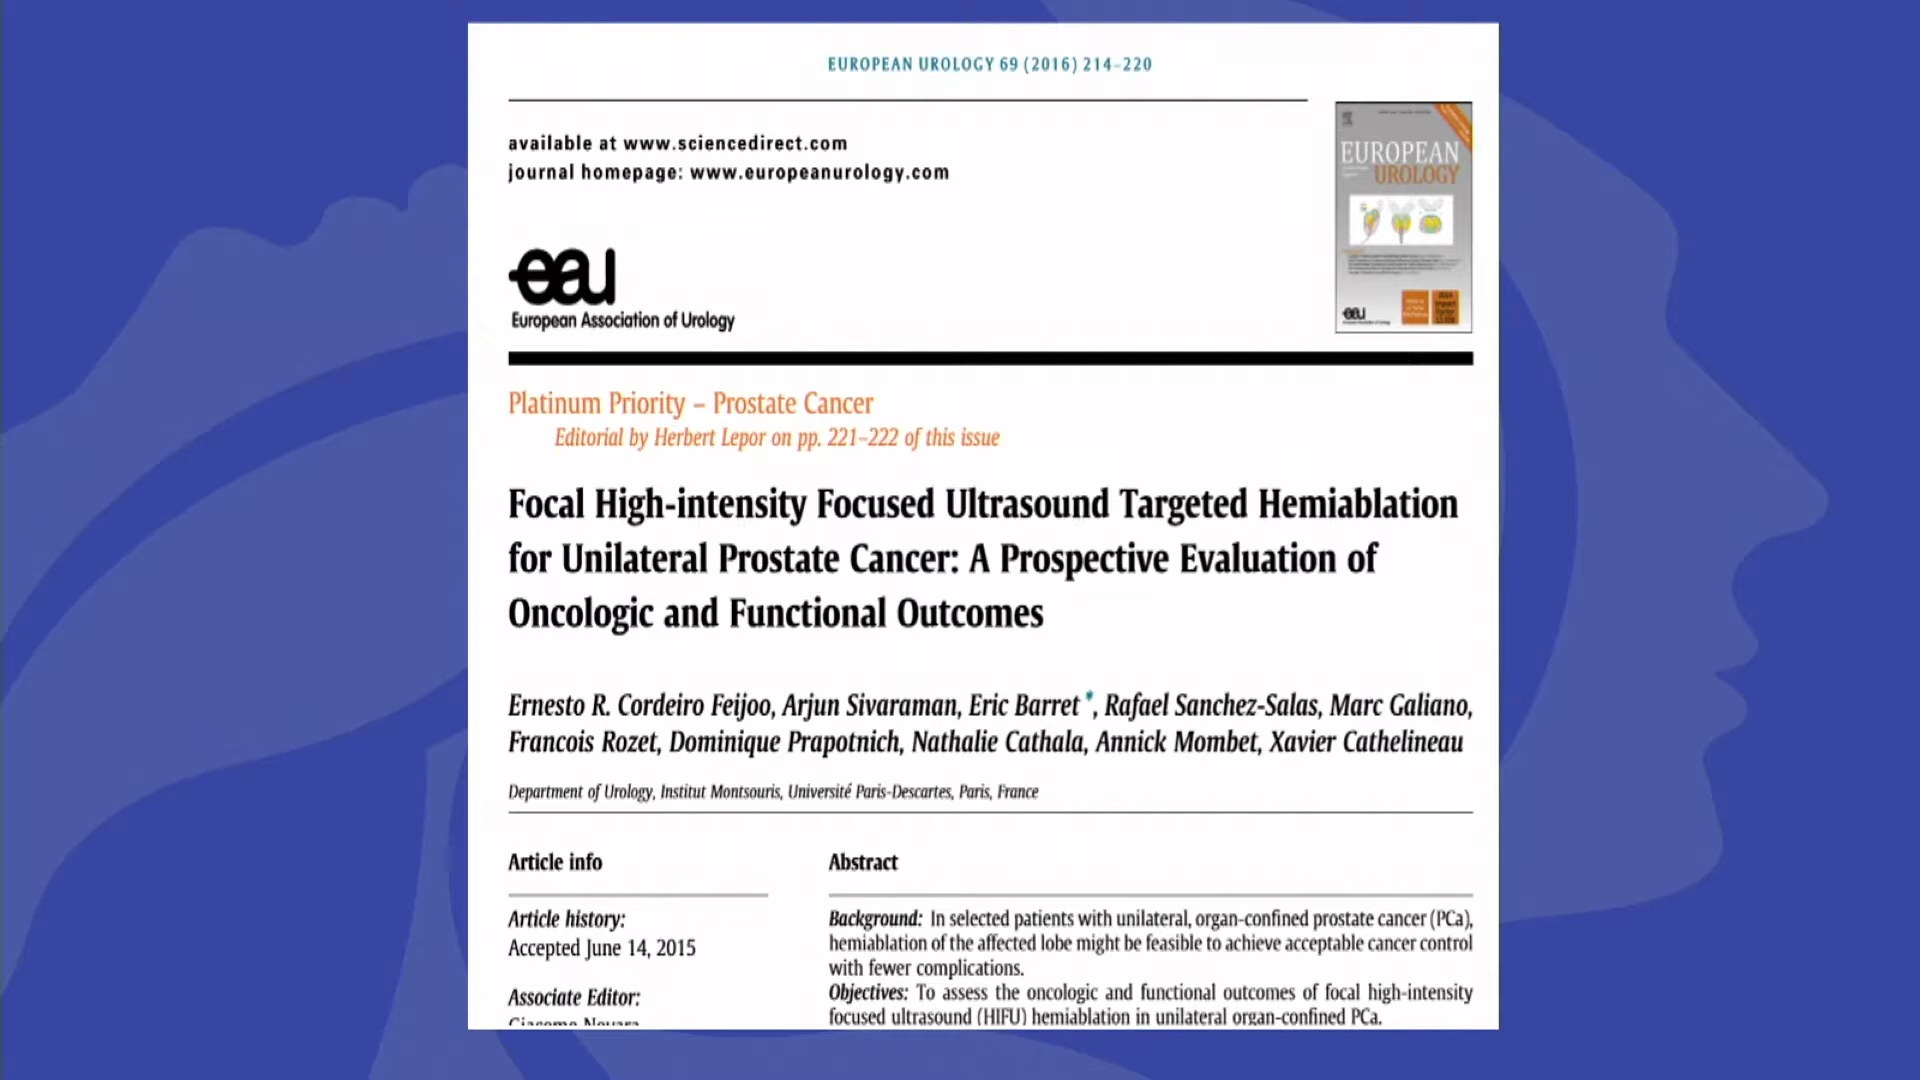 EUROPEAN UROLOGY 69 (2016) 214–220
available at www.sciencedirect.com
journal homepage: www.europeanurology.com
EUROPEAN
UROLOGY
eau
European Association of Urology
eau
Platinum Priority – Prostate Cancer
Editorial by Herbert Lepor on pp. 221–222 of this issue
Focal High-intensity Focused Ultrasound Targeted Hemiablation
for Unilateral Prostate Cancer: A Prospective Evaluation of
Oncologic and Functional Outcomes
Ernesto R. Cordeiro Feijoo, Arjun Sivaraman, Eric Barret *, Rafael Sanchez-Salas, Marc Galiano,
Francois Rozet, Dominique Prapotnich, Nathalie Cathala, Annick Mombet, Xavier Cathelineau
Department of Urology, Institut Montsouris, Université Paris-Descartes, Paris, France
Article info
Article history:
Accepted June 14, 2015
Associate Editor:
Abstract
Background: In selected patients with unilateral, organ-confined prostate cancer (PCa),
hemiablation of the affected lobe might be feasible to achieve acceptable cancer control
with fewer complications.
Objectives: To assess the oncologic and functional outcomes of focal high-intensity
focused ultrasound (HIFU) hemiablation in unilateral organ-confined PCa.